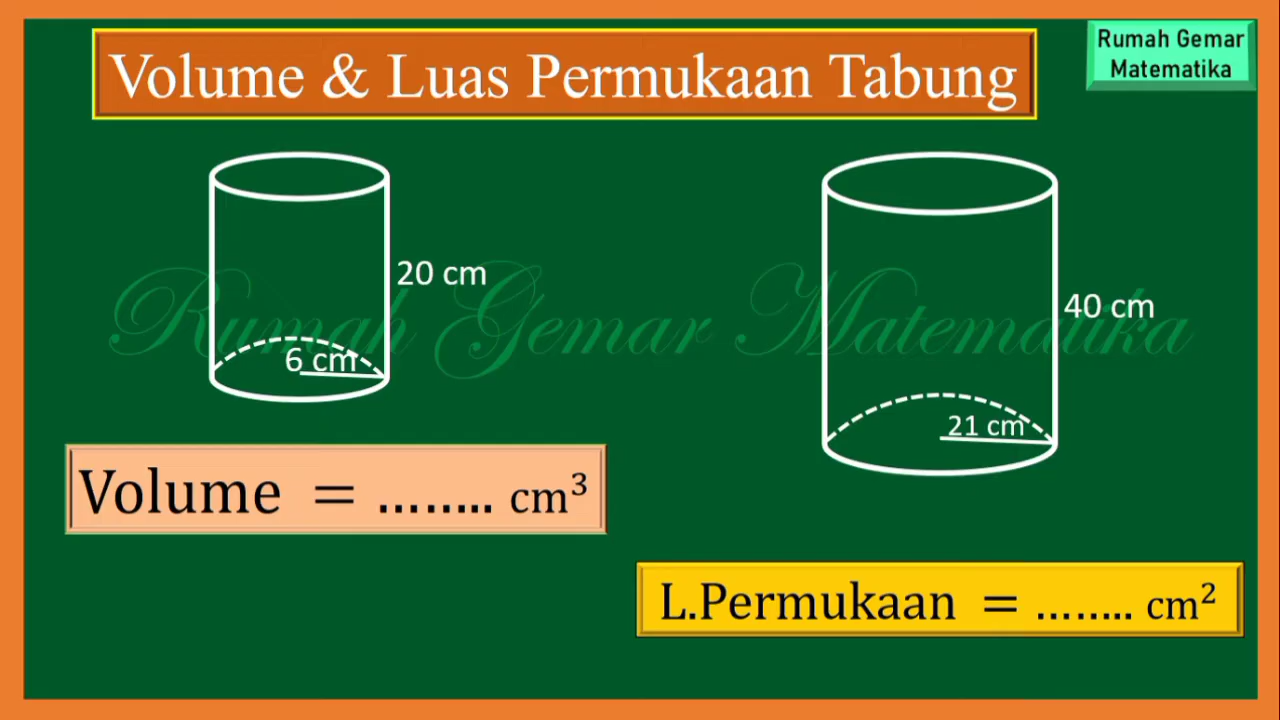 Volume & Luas Permukaan Tabung
Rumah Gemar
Matematika
20 cm
6 cm
40 cm
21 cm
Rumah Gemar Matematika
Volume = …….. cm³
L.Permukaan = …….. cm²